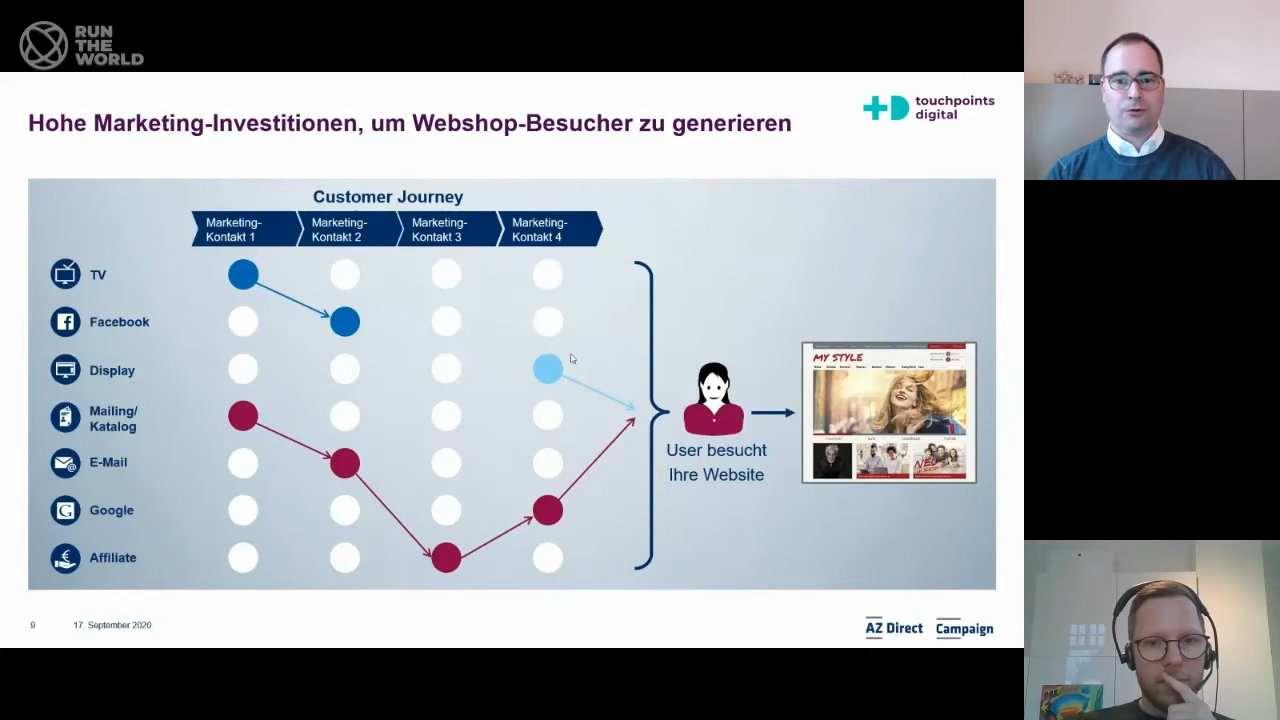 RUN
THE
WORLD
Hohe Marketing-Investitionen, um Webshop-Besucher zu generieren
touchpoints
digital
Customer Journey
Marketing-
Kontakt 1
Marketing-
Kontakt 2
Marketing-
Kontakt 3
Marketing-
Kontakt 4
TV
Facebook
Display
Mailing/
Katalog
E-Mail
Google
Affiliate
User besucht
Ihre Website
MY STYLE
NEU
9
17. September 2020
AZ Direct
Campaign